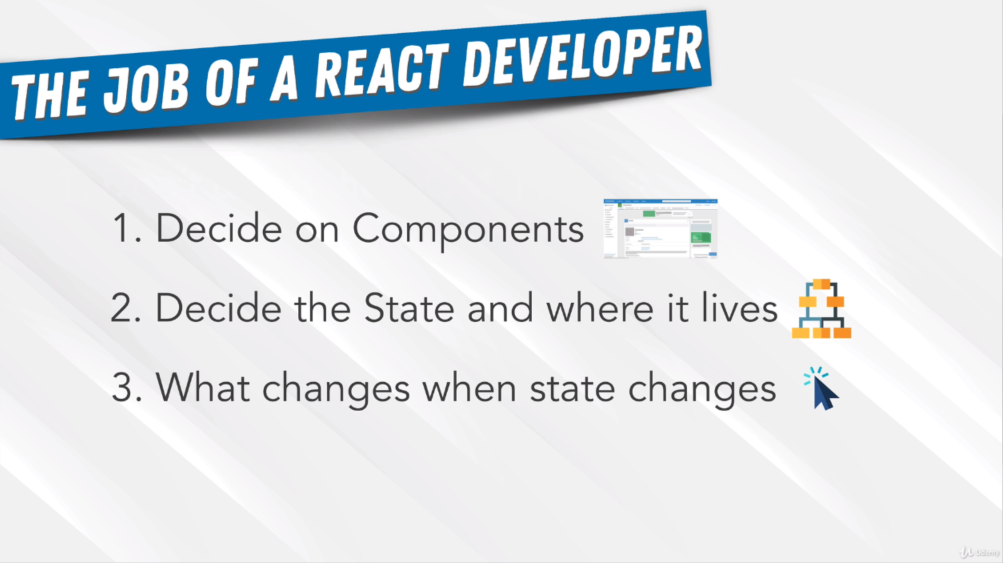 THE JOB OF A REACT DEVELOPER
1. Decide on Components
2. Decide the State and where it lives
3. What changes when state changes
Udemy